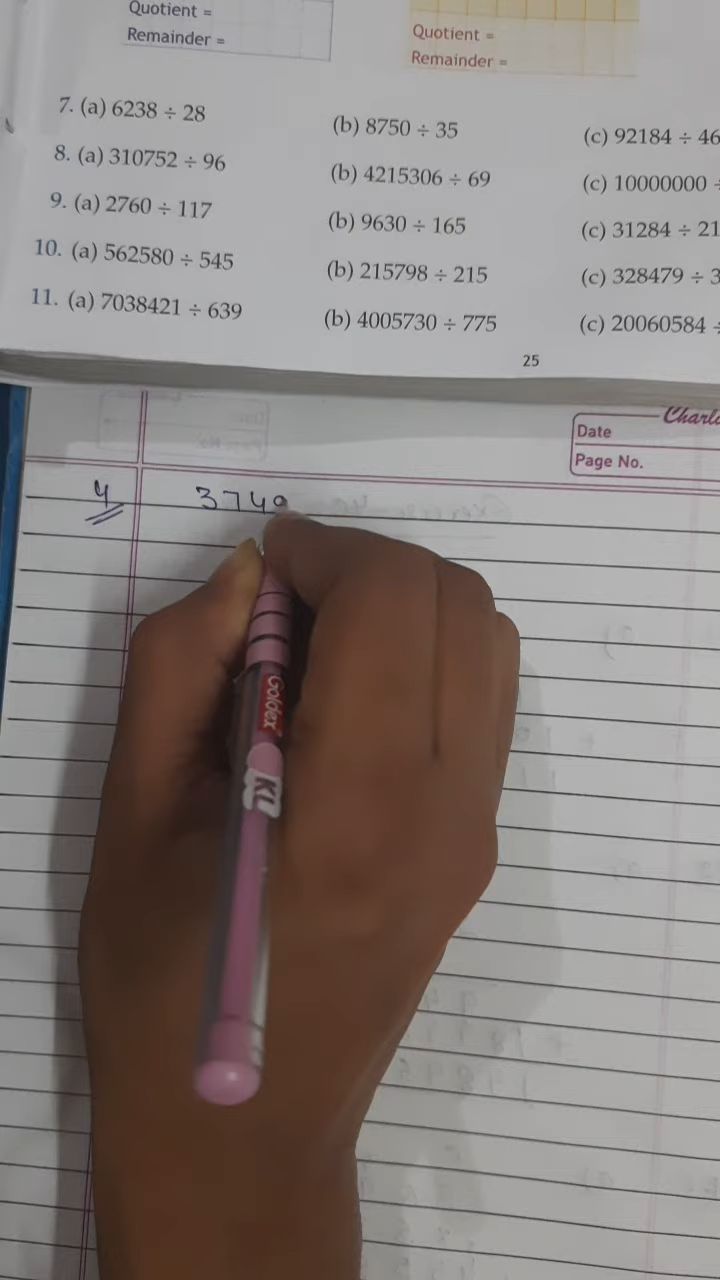 Quotient =
Remainder =
Quotient =
Remainder =
7. (a) 6238 ÷ 28 (b) 8750 ÷ 35 (c) 92184 ÷ 46
8. (a) 310752 ÷ 96 (b) 4215306 ÷ 69 (c) 10000000 ÷
9. (a) 2760 ÷ 117 (b) 9630 ÷ 165 (c) 31284 ÷ 21
10. (a) 562580 ÷ 545 (b) 215798 ÷ 215 (c) 328479 ÷ 3
11. (a) 7038421 ÷ 639 (b) 4005730 ÷ 775 (c) 20060584 ÷
25
Date
Page No.
4 3749
Goldex
KL